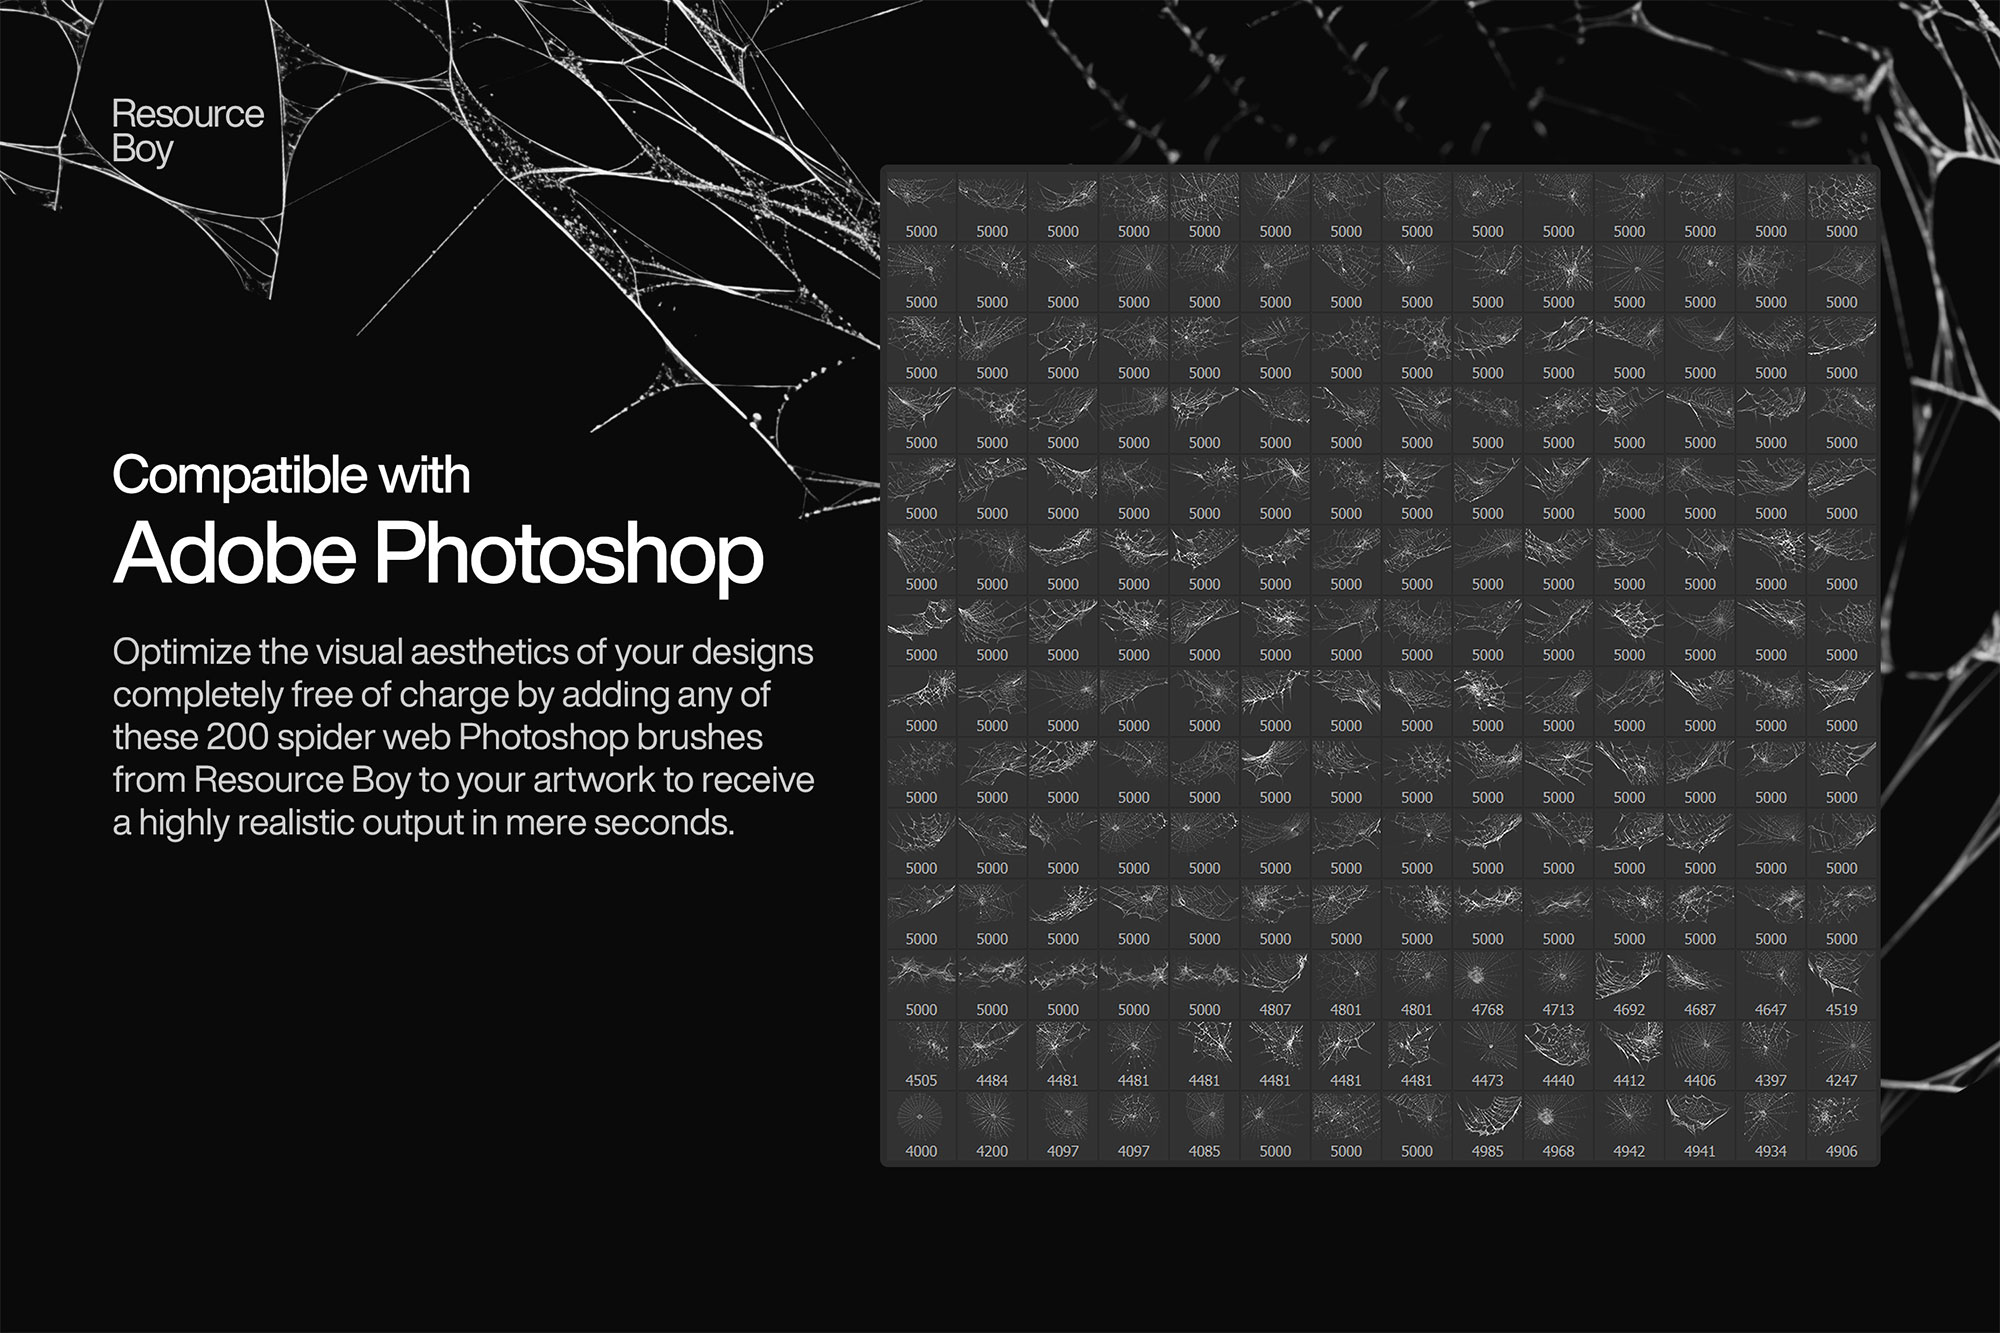 Resource
Boy
Compatible with
Adobe Photoshop
Optimize the visual aesthetics of your designs
completely free of charge by adding any of
these 200 spider web Photoshop brushes
from Resource Boy to your artwork to receive
a highly realistic output in mere seconds.
5000 5000 5000 5000 5000 5000 5000 5000 5000 5000 5000 5000 5000 5000
5000 5000 5000 5000 5000 5000 5000 5000 5000 5000 5000 5000 5000 5000
5000 5000 5000 5000 5000 5000 5000 5000 5000 5000 5000 5000 5000 5000
5000 5000 5000 5000 5000 5000 5000 5000 5000 5000 5000 5000 5000 5000
5000 5000 5000 5000 5000 5000 5000 5000 5000 5000 5000 5000 5000 5000
5000 5000 5000 5000 5000 5000 5000 5000 5000 5000 5000 5000 5000 5000
5000 5000 5000 5000 5000 5000 5000 5000 5000 5000 5000 5000 5000 5000
5000 5000 5000 5000 5000 5000 5000 5000 5000 5000 5000 5000 5000 5000
5000 5000 5000 5000 5000 5000 5000 5000 5000 5000 5000 5000 5000 5000
5000 5000 5000 5000 5000 5000 5000 5000 5000 5000 5000 5000 5000 5000
5000 5000 5000 5000 5000 5000 5000 5000 5000 5000 5000 5000 5000 5000
5000 5000 5000 5000 5000 4807 4801 4801 4768 4713 4692 4687 4647 4519
4505 4484 4481 4481 4481 4481 4481 4481 4473 4440 4412 4406 4397 4247
4000 4200 4097 4097 4085 5000 5000 5000 4985 4968 4942 4941 4934 4906